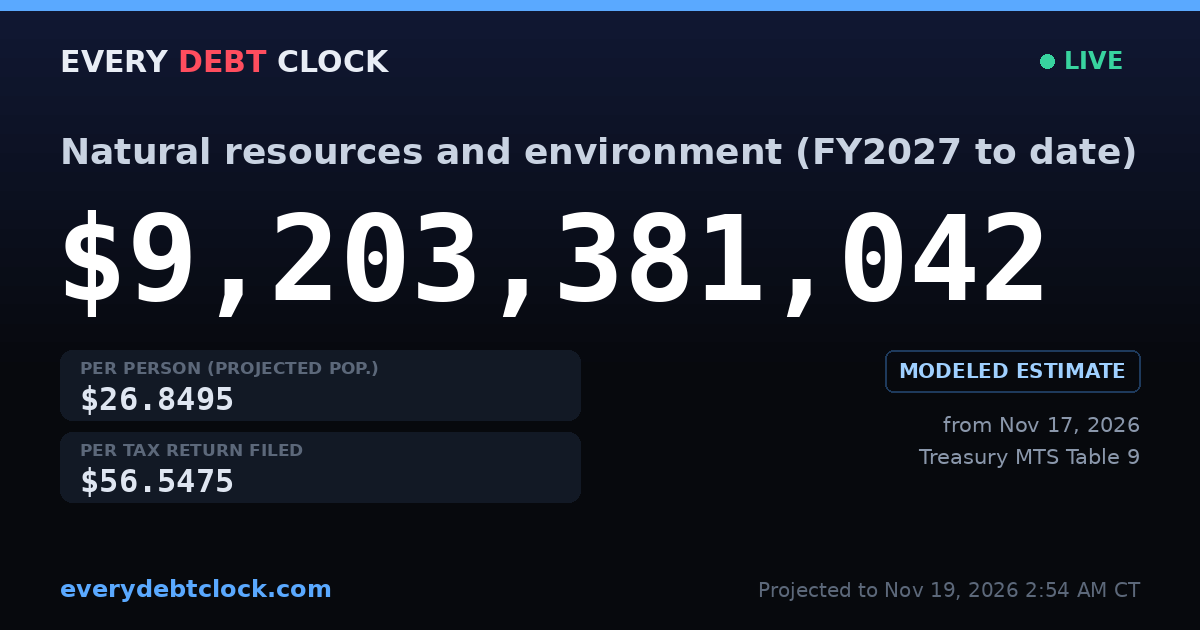 EVERY DEBT CLOCK
LIVE
Natural resources and environment (FY2027 to date)
$9,203,381,042
PER PERSON (PROJECTED POP.)
$26.8495
PER TAX RETURN FILED
$56.5475
MODELED ESTIMATE
from Nov 17, 2026
Treasury MTS Table 9
everydebtclock.com
Projected to Nov 19, 2026 2:54 AM CT